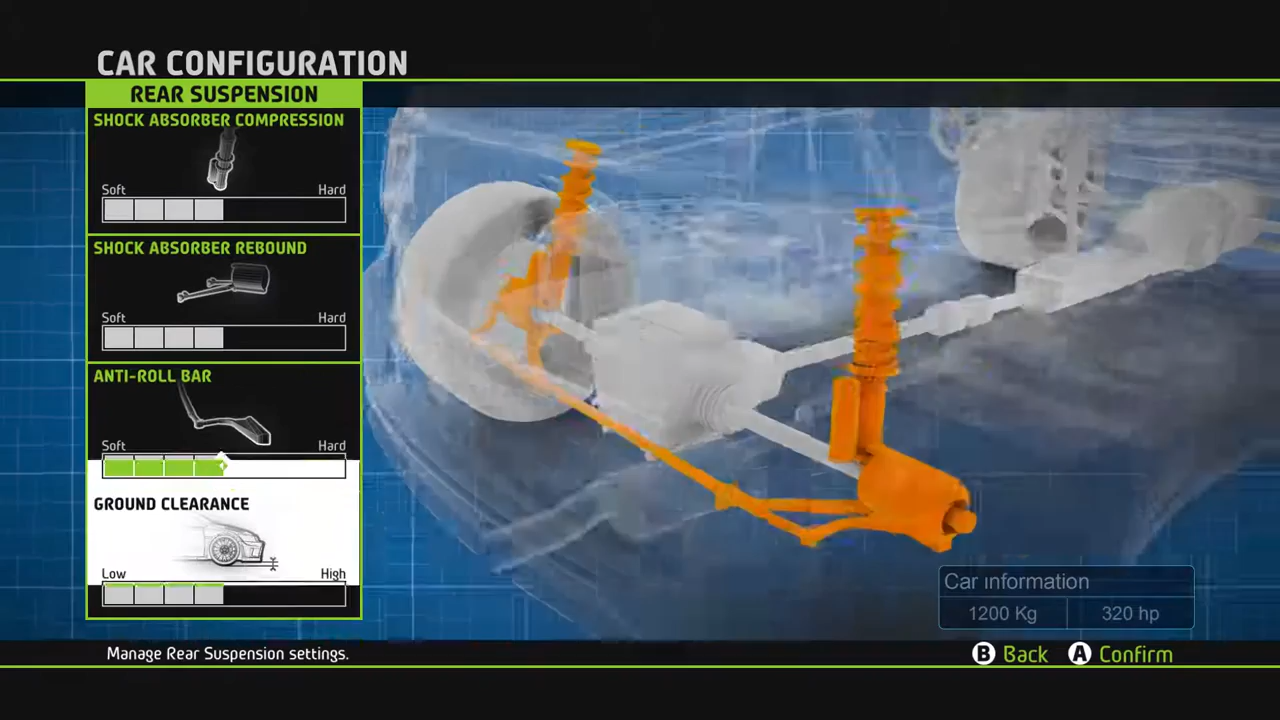 CAR CONFIGURATION
REAR SUSPENSION
SHOCK ABSORBER COMPRESSION
Soft Hard
SHOCK ABSORBER REBOUND
Soft Hard
ANTI-ROLL BAR
Soft Hard
GROUND CLEARANCE
Low High
Car information
1200 Kg 320 hp
Manage Rear Suspension settings.
B Back A Confirm